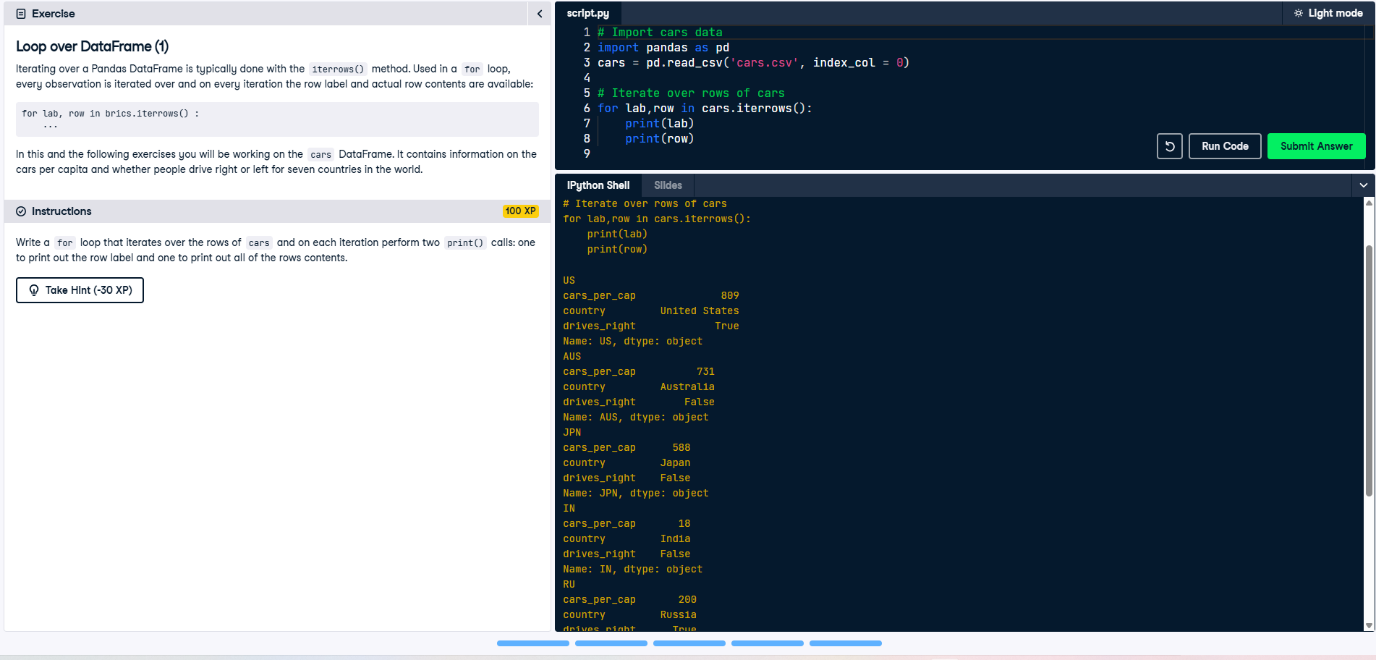 Exercise
Loop over DataFrame (1)
Iterating over a Pandas DataFrame is typically done with the iterrows() method. Used in a for loop,
every observation is iterated over and on every iteration the row label and actual row contents are available:
for lab, row in brics.iterrows() :
    ...
In this and the following exercises you will be working on the cars DataFrame. It contains information on the
cars per capita and whether people drive right or left for seven countries in the world.
Instructions
100 XP
Write a for loop that iterates over the rows of cars and on each iteration perform two print() calls: one
to print out the row label and one to print out all of the rows contents.
Take Hint (-30 XP)
script.py
Light mode
1 # Import cars data
2 import pandas as pd
3 cars = pd.read_csv('cars.csv', index_col = 0)
4
5 # Iterate over rows of cars
6 for lab,row in cars.iterrows():
7     print(lab)
8     print(row)
9
Run Code
Submit Answer
IPython Shell
Slides
# Iterate over rows of cars
for lab,row in cars.iterrows():
    print(lab)
    print(row)
US
cars_per_cap              809
country         United States
drives_right             True
Name: US, dtype: object
AUS
cars_per_cap          731
country         Australia
drives_right        False
Name: AUS, dtype: object
JPN
cars_per_cap      588
country         Japan
drives_right    False
Name: JPN, dtype: object
IN
cars_per_cap       18
country         India
drives_right    False
Name: IN, dtype: object
RU
cars_per_cap       200
country         Russia
drives_right      True